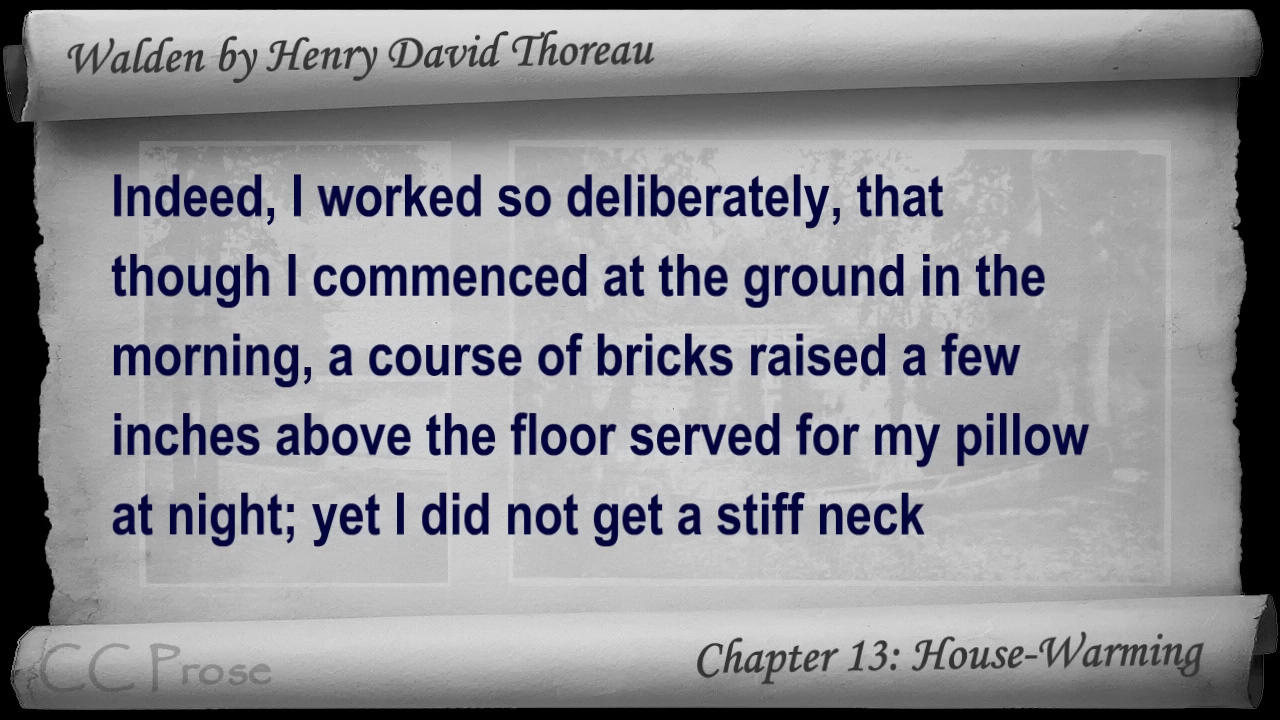 Walden by Henry David Thoreau
Indeed, I worked so deliberately, that
though I commenced at the ground in the
morning, a course of bricks raised a few
inches above the floor served for my pillow
at night; yet I did not get a stiff neck
CC Prose
Chapter 13: House-Warming